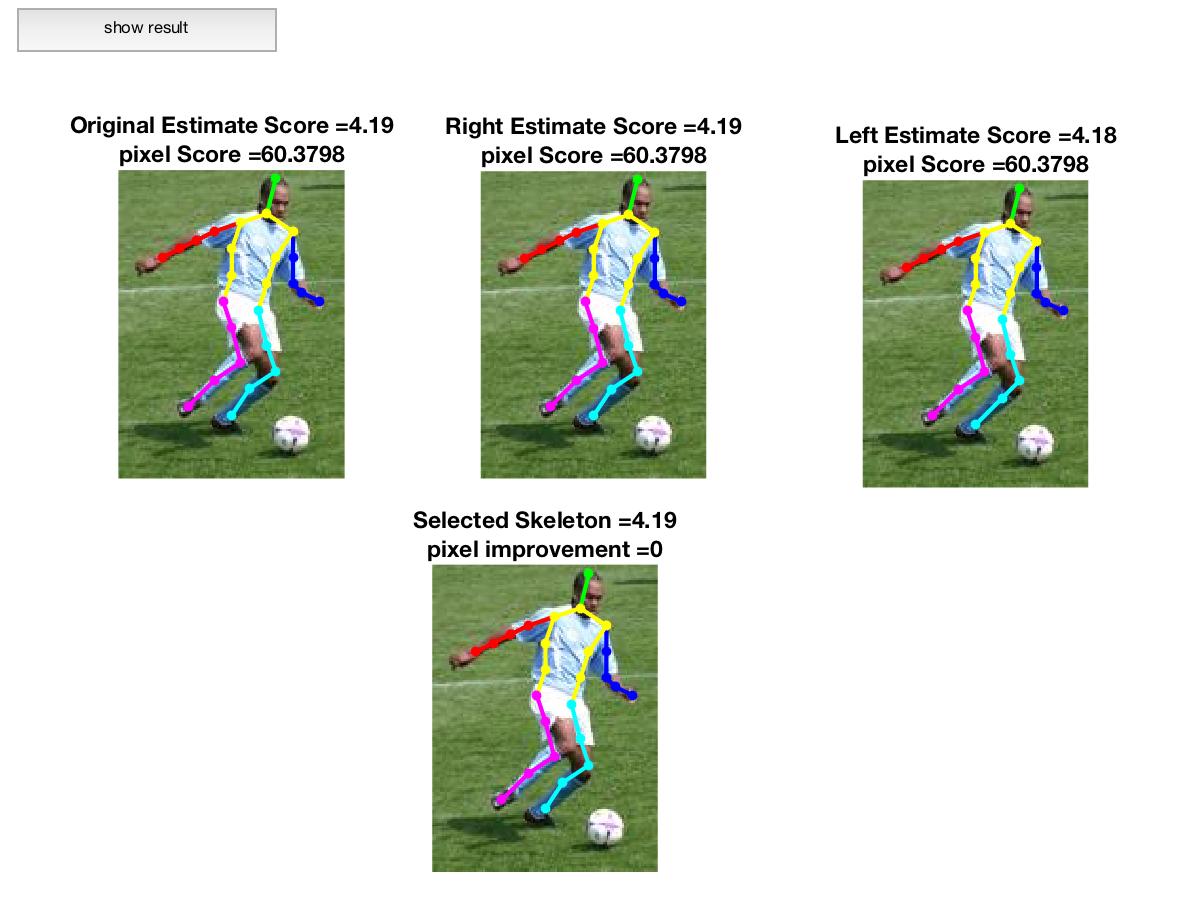 show result
Original Estimate Score =4.19
pixel Score =60.3798
Right Estimate Score =4.19
pixel Score =60.3798
Left Estimate Score =4.18
pixel Score =60.3798
Selected Skeleton =4.19
pixel improvement =0